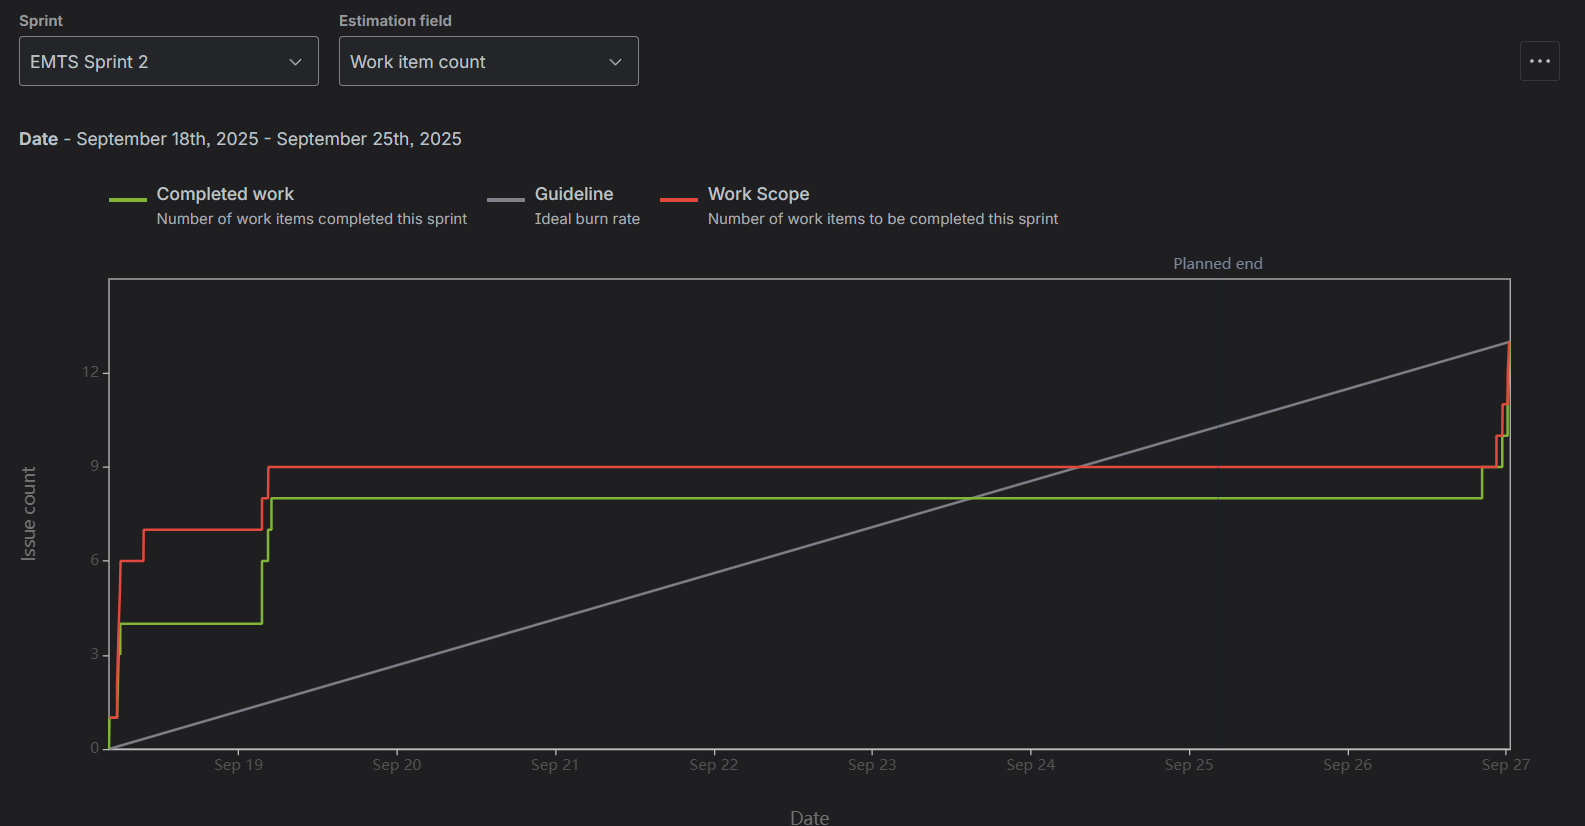 Sprint
Estimation field
EMTS Sprint 2
Work item count
Date - September 18th, 2025 - September 25th, 2025
Completed work
Number of work items completed this sprint
Guideline
Ideal burn rate
Work Scope
Number of work items to be completed this sprint
Planned end
12
9
6
3
0
Issue count
Sep 19
Sep 20
Sep 21
Sep 22
Sep 23
Sep 24
Sep 25
Sep 26
Sep 27
Date